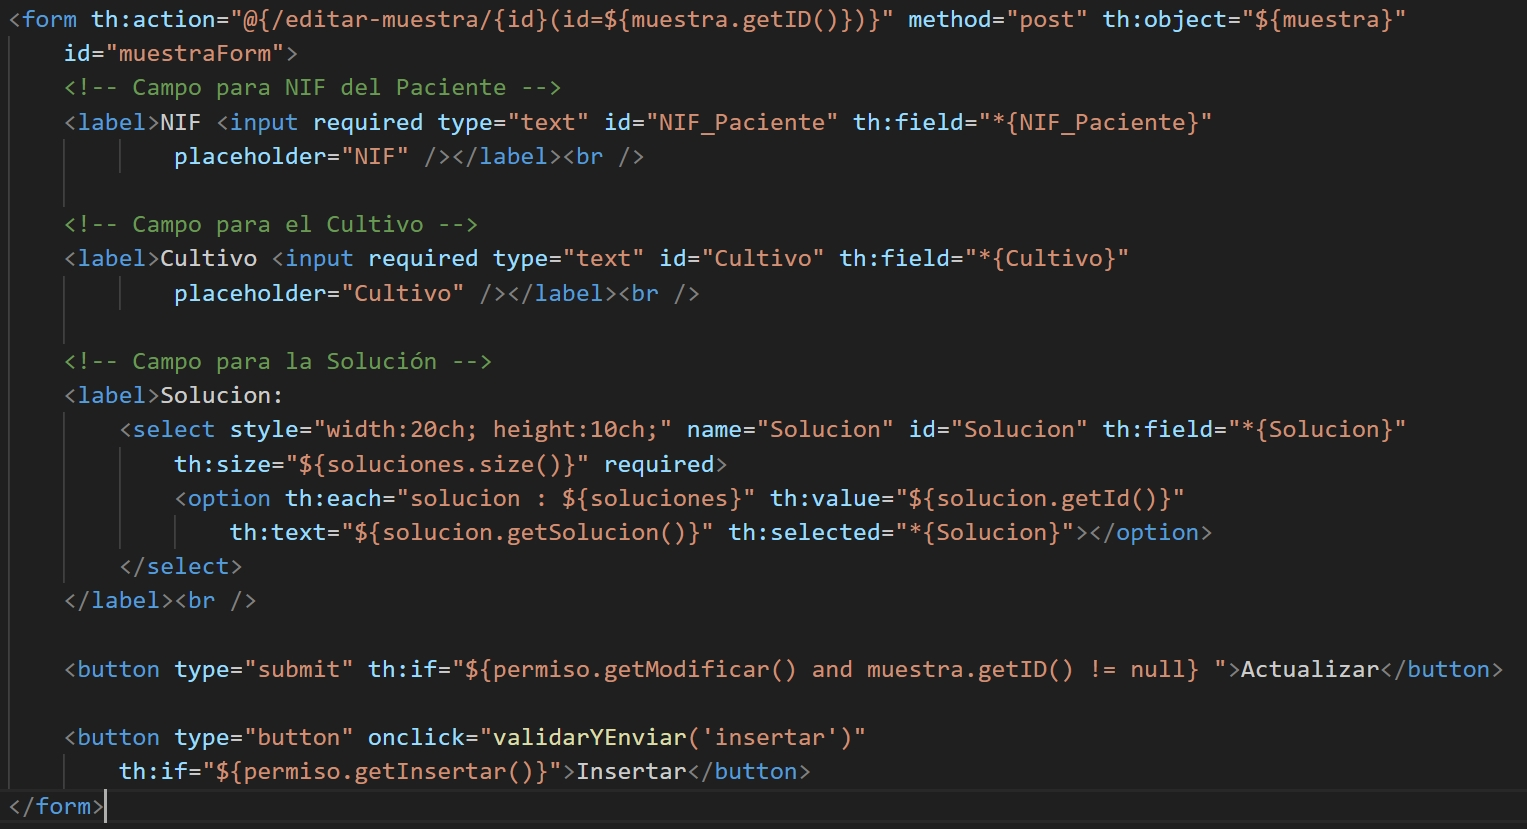 <form th:action="@{/editar-muestra/{id}(id=${muestra.getID()})}" method="post" th:object="${muestra}"
id="muestraForm">
<!-- Campo para NIF del Paciente -->
<label>NIF <input required type="text" id="NIF_Paciente" th:field="*{NIF_Paciente}"
placeholder="NIF" /></label><br />
<!-- Campo para el Cultivo -->
<label>Cultivo <input required type="text" id="Cultivo" th:field="*{Cultivo}"
placeholder="Cultivo" /></label><br />
<!-- Campo para la Solución -->
<label>Solucion:
<select style="width:20ch; height:10ch;" name="Solucion" id="Solucion" th:field="*{Solucion}"
th:size="${soluciones.size()}" required>
<option th:each="solucion : ${soluciones}" th:value="${solucion.getId()}"
th:text="${solucion.getSolucion()}" th:selected="*{Solucion}"></option>
</select>
</label><br />
<button type="submit" th:if="${permiso.getModificar() and muestra.getID() != null} ">Actualizar</button>
<button type="button" onclick="validarYEnviar('insertar')"
th:if="${permiso.getInsertar()}">Insertar</button>
</form>